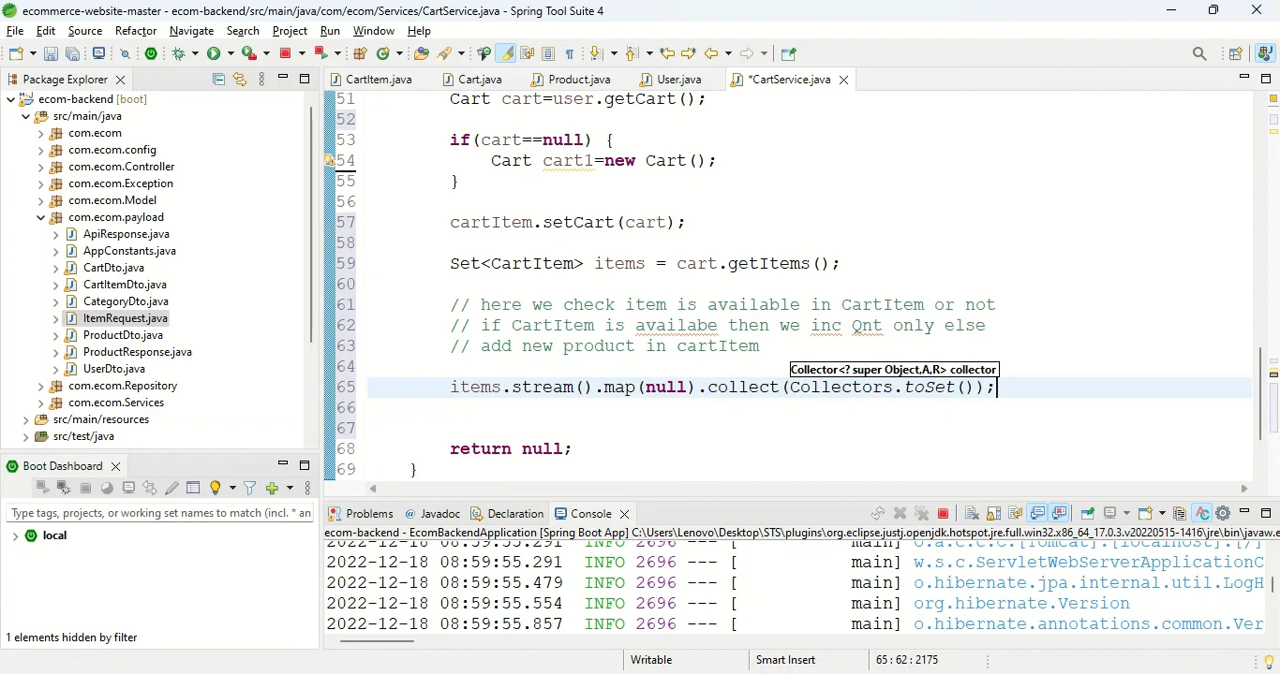 ecommerce-website-master - ecom-backend/src/main/java/com/ecom/Services/CartService.java - Spring Tool Suite 4
File Edit Source Refactor Navigate Search Project Run Window Help
Package Explorer
CartItem.java Cart.java Product.java User.java *CartService.java
ecom-backend [boot]
src/main/java
com.ecom
com.ecom.config
com.ecom.Controller
com.ecom.Exception
com.ecom.Model
com.ecom.payload
ApiResponse.java
AppConstants.java
CartDto.java
CartItemDto.java
CategoryDto.java
ItemRequest.java
ProductDto.java
ProductResponse.java
UserDto.java
com.ecom.Repository
com.ecom.Services
src/main/resources
src/test/java
51 Cart cart=user.getCart();
52
53 if(cart==null) {
54 Cart cart1=new Cart();
55 }
56
57 cartItem.setCart(cart);
58
59 Set<CartItem> items = cart.getItems();
60
61 // here we check item is available in CartItem or not
62 // if CartItem is availabe then we inc Qnt only else
63 // add new product in cartItem
64
Collector<? super Object,A,R> collector
65 items.stream().map(null).collect(Collectors.toSet());
66
67
68 return null;
69 }
Boot Dashboard
Type tags, projects, or working set names to match (incl. * an
local
1 elements hidden by filter
Problems Javadoc Declaration Console
ecom-backend - EcomBackendApplication [Spring Boot App] C:\Users\Lenovo\Desktop\STS\plugins\org.eclipse.justj.openjdk.hotspot.jre.full.win32.x86_64_17.0.3.v20220515-1416\jre\bin\javaw.e
2022-12-18 08:59:55.291 INFO 2696 --- [ main] o.a.c.c.C.[Tomcat].[localhost].[/]
2022-12-18 08:59:55.291 INFO 2696 --- [ main] w.s.c.ServletWebServerApplicationC
2022-12-18 08:59:55.479 INFO 2696 --- [ main] o.hibernate.jpa.internal.util.LogH
2022-12-18 08:59:55.554 INFO 2696 --- [ main] org.hibernate.Version
2022-12-18 08:59:55.857 INFO 2696 --- [ main] o.hibernate.annotations.common.Ver
Writable Smart Insert 65 : 62 : 2175